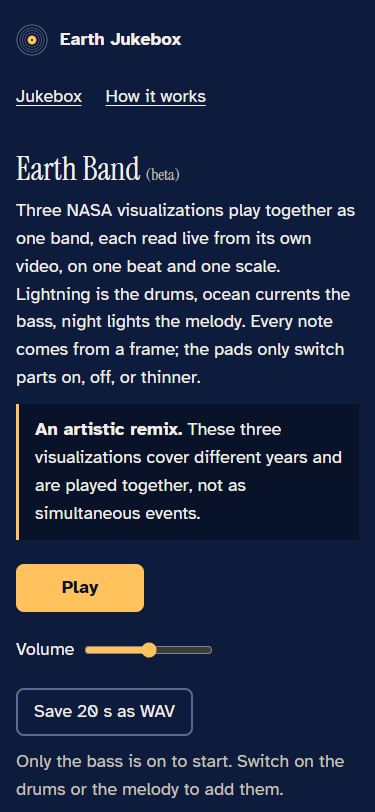 Earth Jukebox
Jukebox How it works
Earth Band (beta)
Three NASA visualizations play together as
one band, each read live from its own
video, on one beat and one scale.
Lightning is the drums, ocean currents the
bass, night lights the melody. Every note
comes from a frame; the pads only switch
parts on, off, or thinner.
An artistic remix. These three
visualizations cover different years and
are played together, not as
simultaneous events.
Play
Volume
Save 20 s as WAV
Only the bass is on to start. Switch on the
drums or the melody to add them.